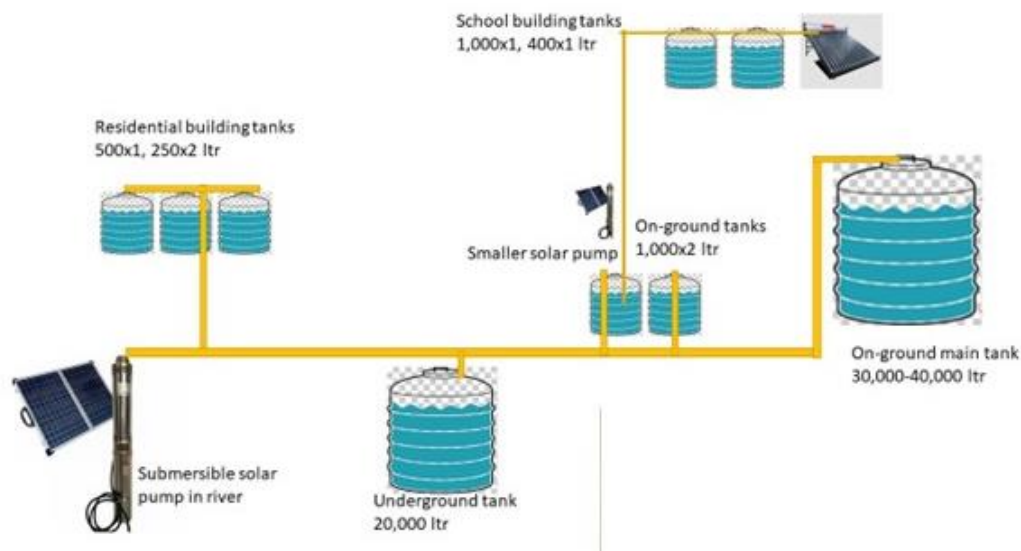 School building tanks
1,000x1, 400x1 ltr
Residential building tanks
500x1, 250x2 ltr
On-ground tanks
1,000x2 ltr
Smaller solar pump
On-ground main tank
30,000-40,000 ltr
Submersible solar
pump in river
Underground tank
20,000 ltr